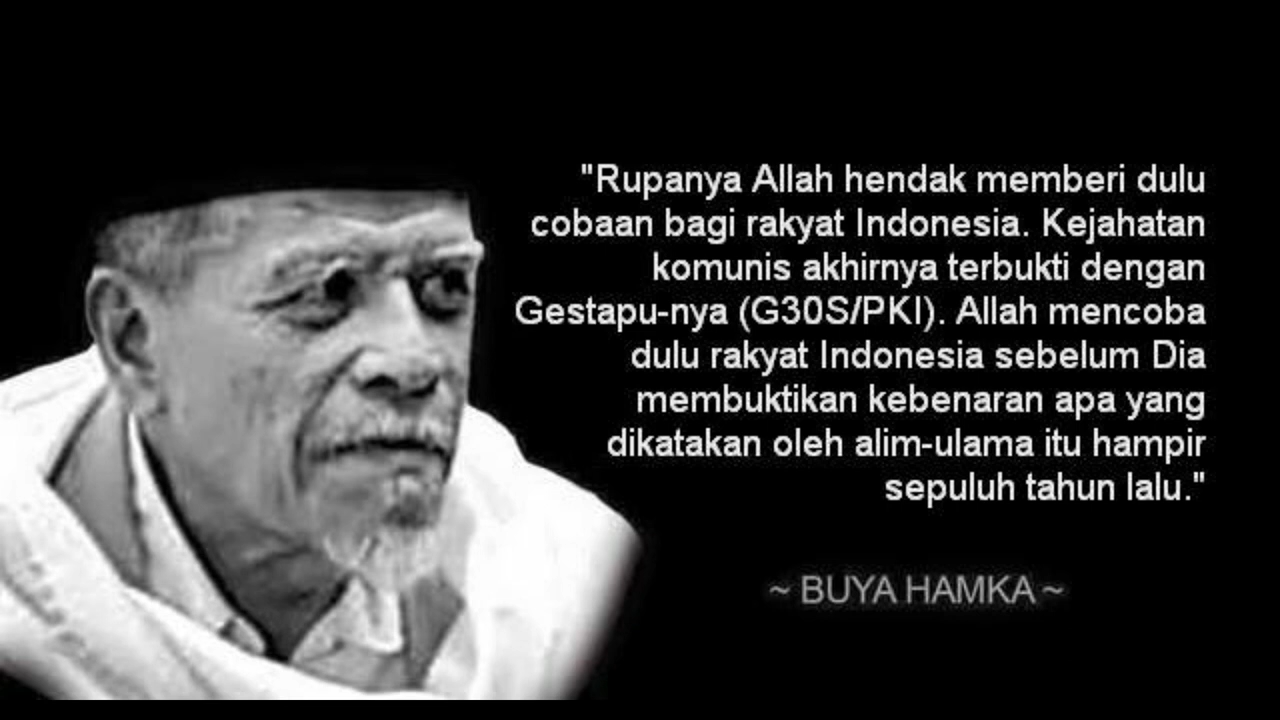 "Rupanya Allah hendak memberi dulu
cobaan bagi rakyat Indonesia. Kejahatan
komunis akhirnya terbukti dengan
Gestapu-nya (G30S/PKI). Allah mencoba
dulu rakyat Indonesia sebelum Dia
membuktikan kebenaran apa yang
dikatakan oleh alim-ulama itu hampir
sepuluh tahun lalu."
~ BUYA HAMKA ~